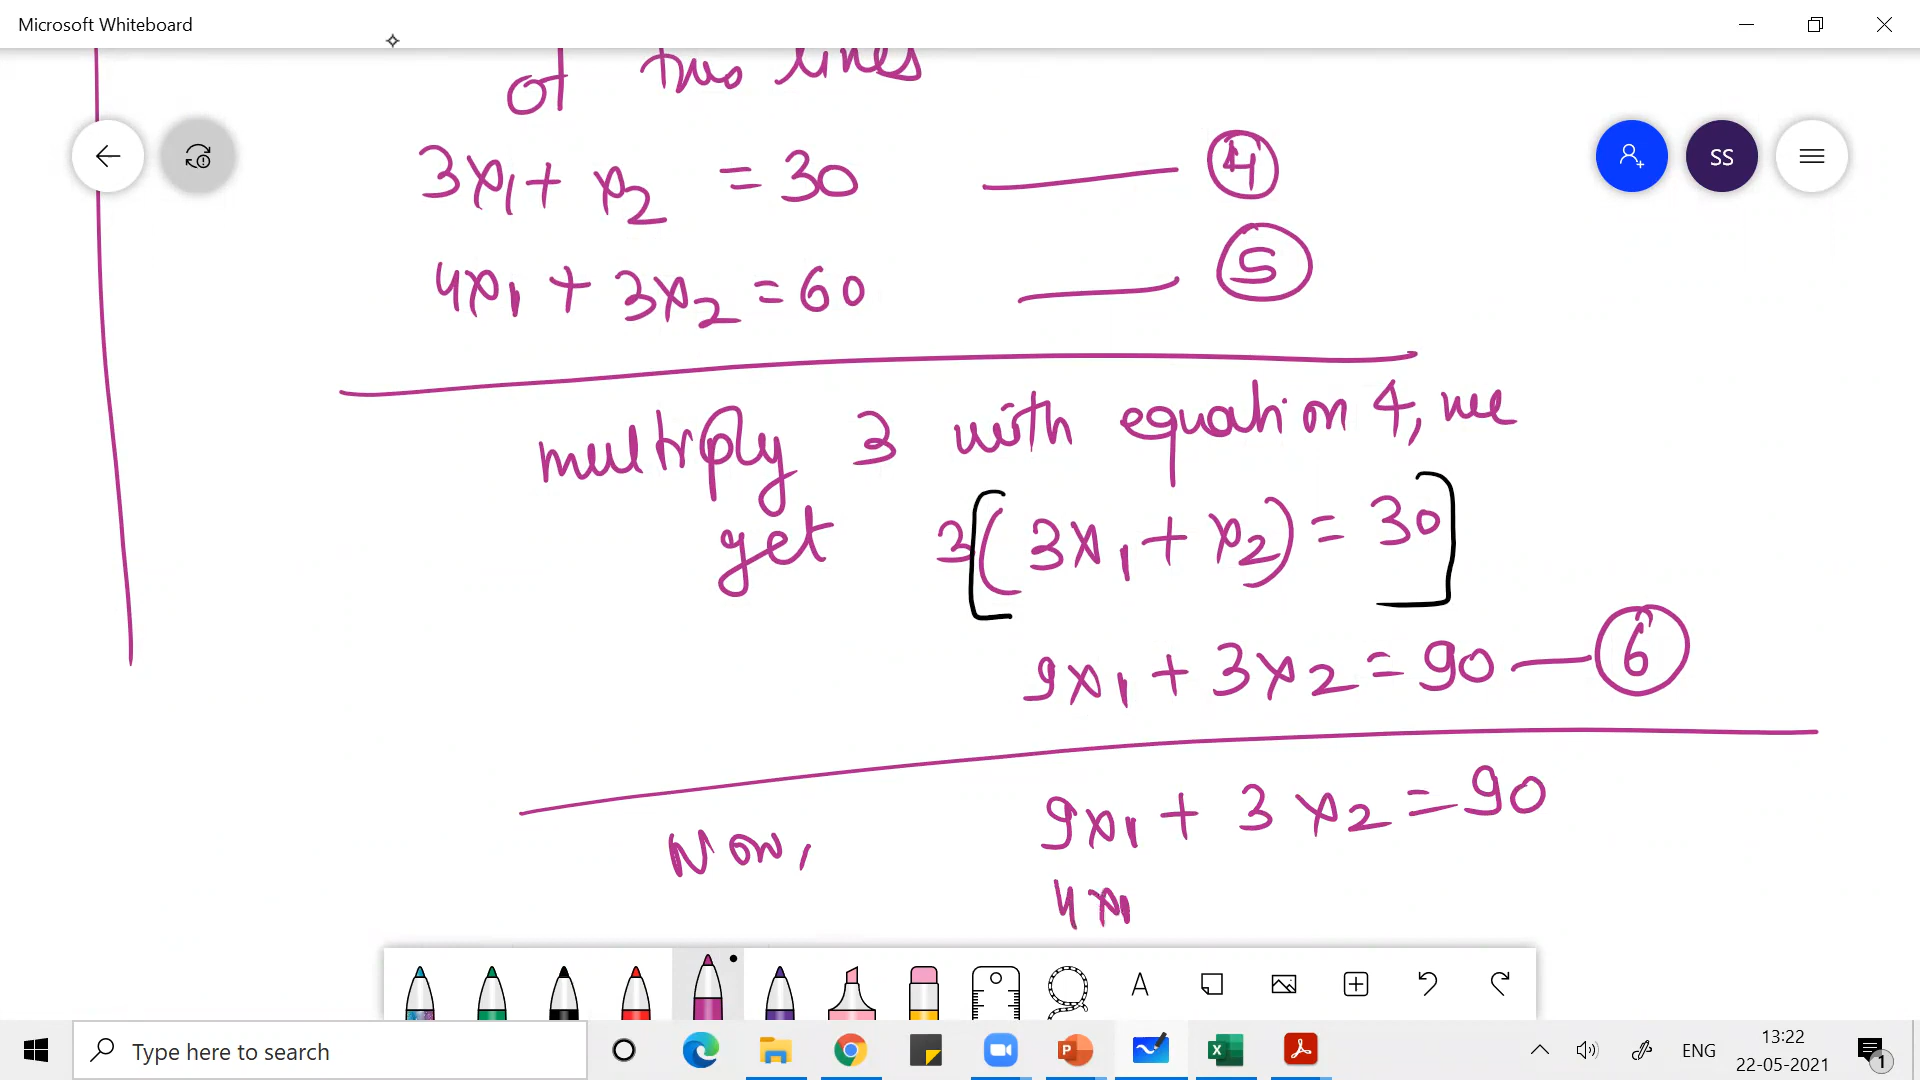 Microsoft Whiteboard
of two lines
3x₁ + x₂ = 30 —— 4
4x₁ + 3x₂ = 60 —— 5
multiply 3 with equation 4, we
get 3[(3x₁ + x₂) = 30]
9x₁ + 3x₂ = 90 — 6
Now, 9x₁ + 3x₂ = 90
4x₁
SS
A
Type here to search
ENG
13:22
22-05-2021
1